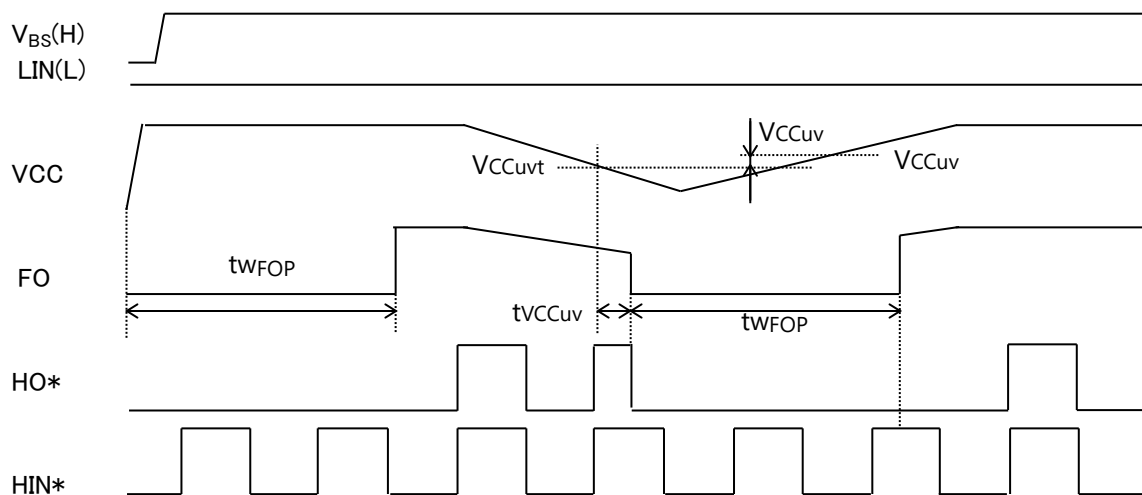 VBS(H)
LIN(L)
VCCuv
VCC
VCCuvt
VCCuv
twFOP
FO
tVCCuv
twFOP
HO*
HIN*